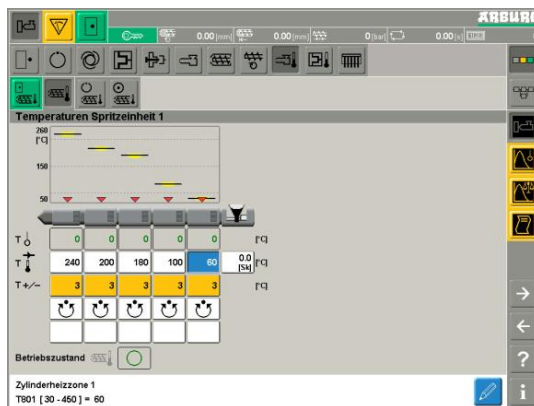 ARBURG
0.00 [mm] 0.00 [mm] 0 [bar] 0.00 [s]
Temperaturen Spritzeinheit 1
260
[°C]
150
50
T 0 0 0 0 0 [°C]
T 240 200 180 100 60 0.0 [°C]
[Sk]
T +/- 3 3 3 3 3 [°C]
Betriebszustand
Zylinderheizzone 1
T801 [ 30 - 450 ] = 60